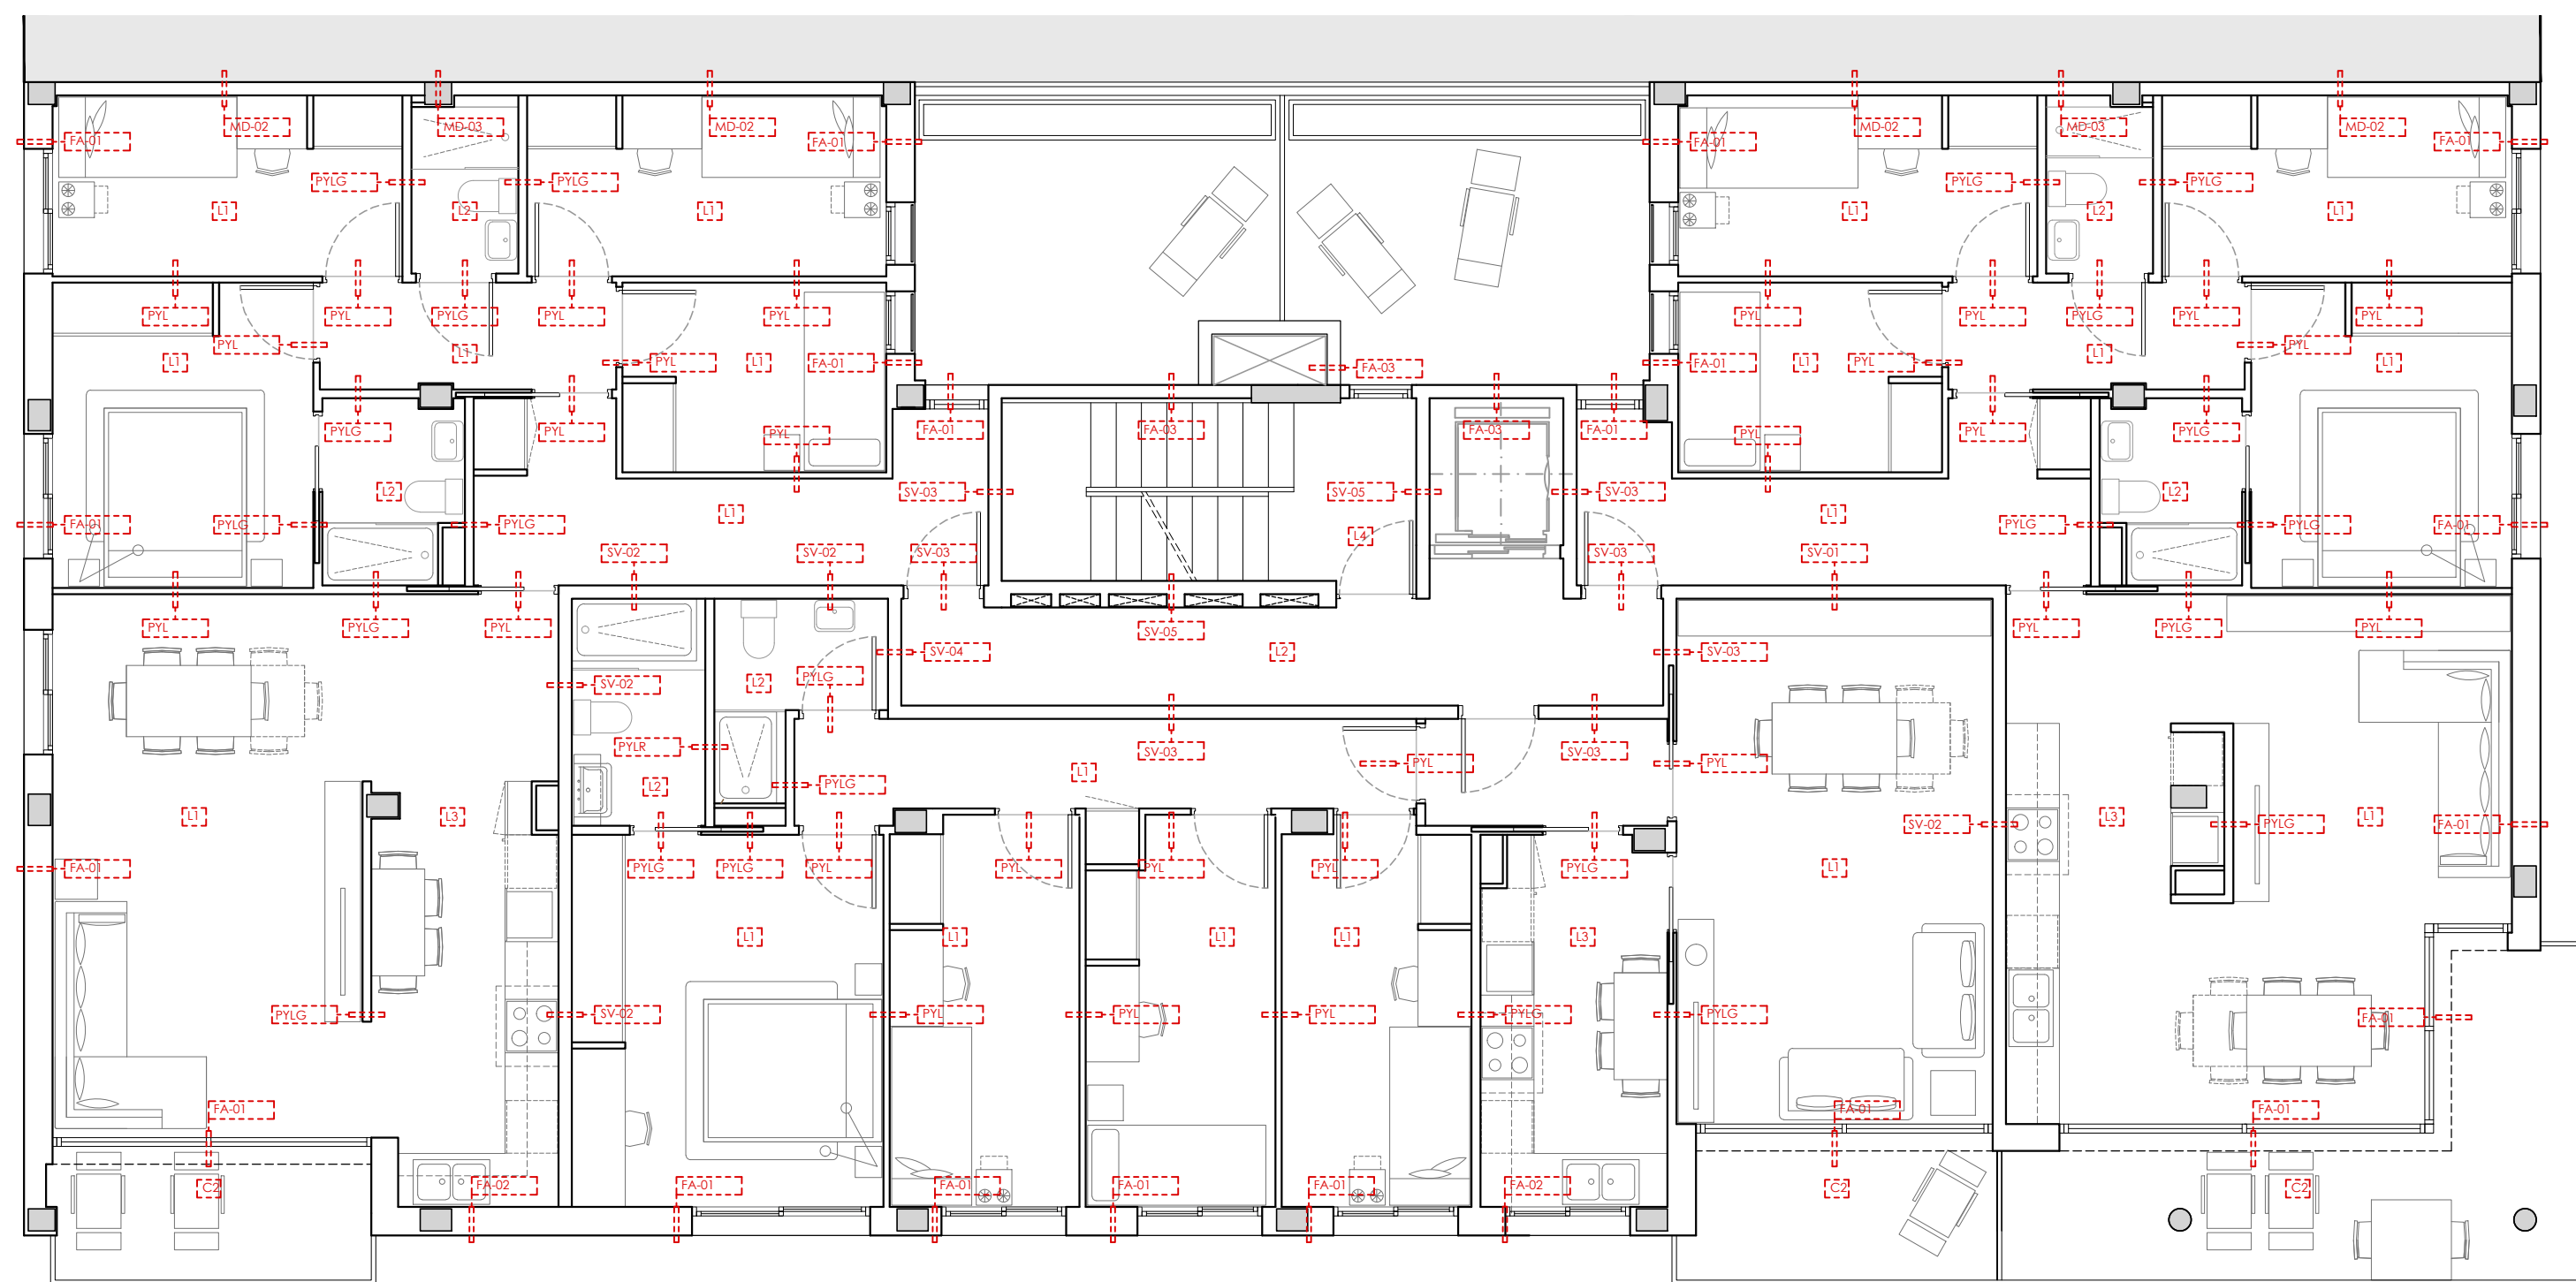 MD-02 MD-03 MD-02 MD-02 MD-03 MD-02
FA-01 FA-01 FA-01 FA-01
PYLG PYLG PYLG PYLG
L1 L2 L1 L1 L2 L1
PYL PYL PYLG PYL PYL PYL PYL PYLG PYL PYL
PYL L1 PYL
L1 PYL L1 FA-01 FA-03 FA-01 L1 PYL L1 L1
PYLG PYL PYL FA-01 FA-03 FA-03 FA-01 PYL PYL PYLG
L2 SV-03 SV-05 SV-03 L2
L1 L1
FA-01 PYLG PYLG L4 PYLG PYLG FA-01
SV-02 SV-02 SV-03 SV-03 SV-01
PYL PYLG PYL SV-05 PYL PYLG PYL
SV-04 L2 SV-03
SV-02 L2 PYLG
PYLR SV-03 SV-03
L2 PYLG L1 PYL PYL
L1 L3 SV-02 L3 PYLG L1 FA-01
FA-01 PYLG PYLG PYL PYL PYL PYL PYLG L1
L1 L1 L1 L1 L3
PYLG SV-02 PYL PYL PYL PYLG PYLG FA-01
FA-01 FA-01 FA-01
C2 FA-02 FA-01 FA-01 FA-01 FA-01 FA-02 C2 C2